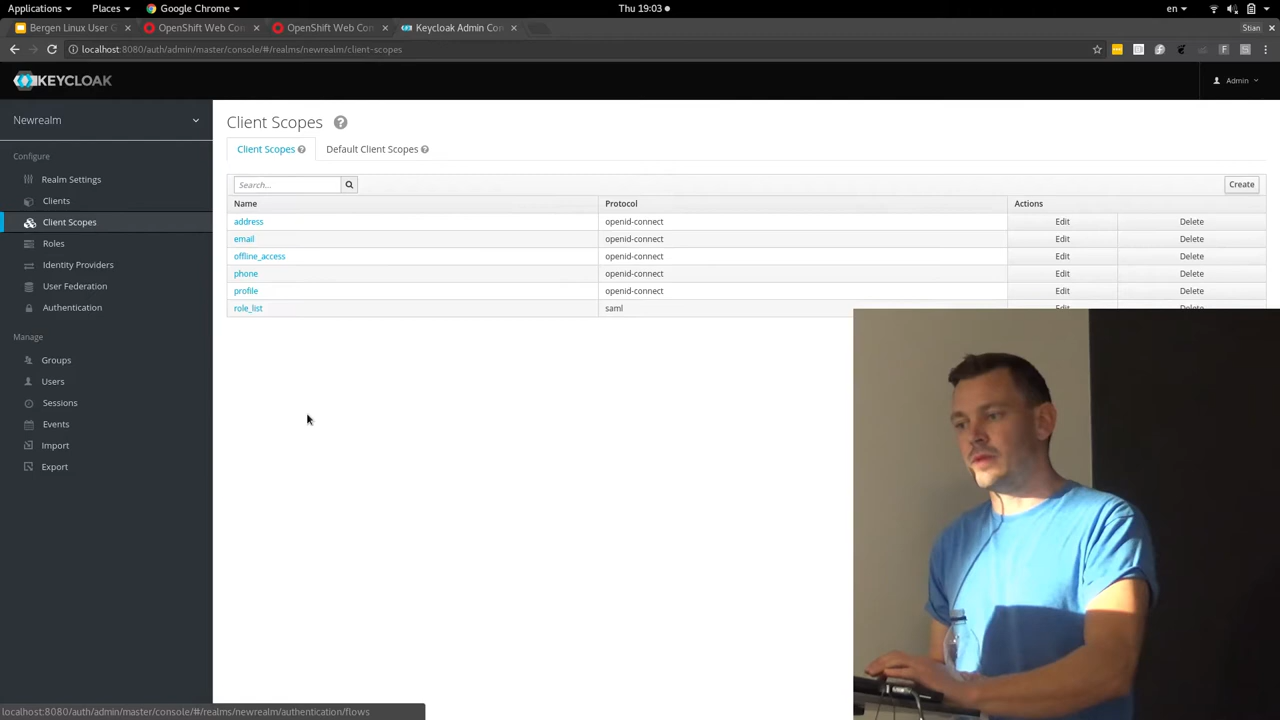 Applications Places Google Chrome Thu 19:03 en
Bergen Linux User G × OpenShift Web Con × OpenShift Web Con × Keycloak Admin Con × Stian
localhost:8080/auth/admin/master/console/#/realms/newrealm/client-scopes
KEYCLOAK Admin
Newrealm
Configure
Realm Settings
Clients
Client Scopes
Roles
Identity Providers
User Federation
Authentication
Manage
Groups
Users
Sessions
Events
Import
Export
Client Scopes
Client Scopes Default Client Scopes
Search... Create
Name Protocol Actions
address openid-connect Edit Delete
email openid-connect Edit Delete
offline_access openid-connect Edit Delete
phone openid-connect Edit Delete
profile openid-connect Edit Delete
role_list saml Edit Delete
localhost:8080/auth/admin/master/console/#/realms/newrealm/authentication/flows